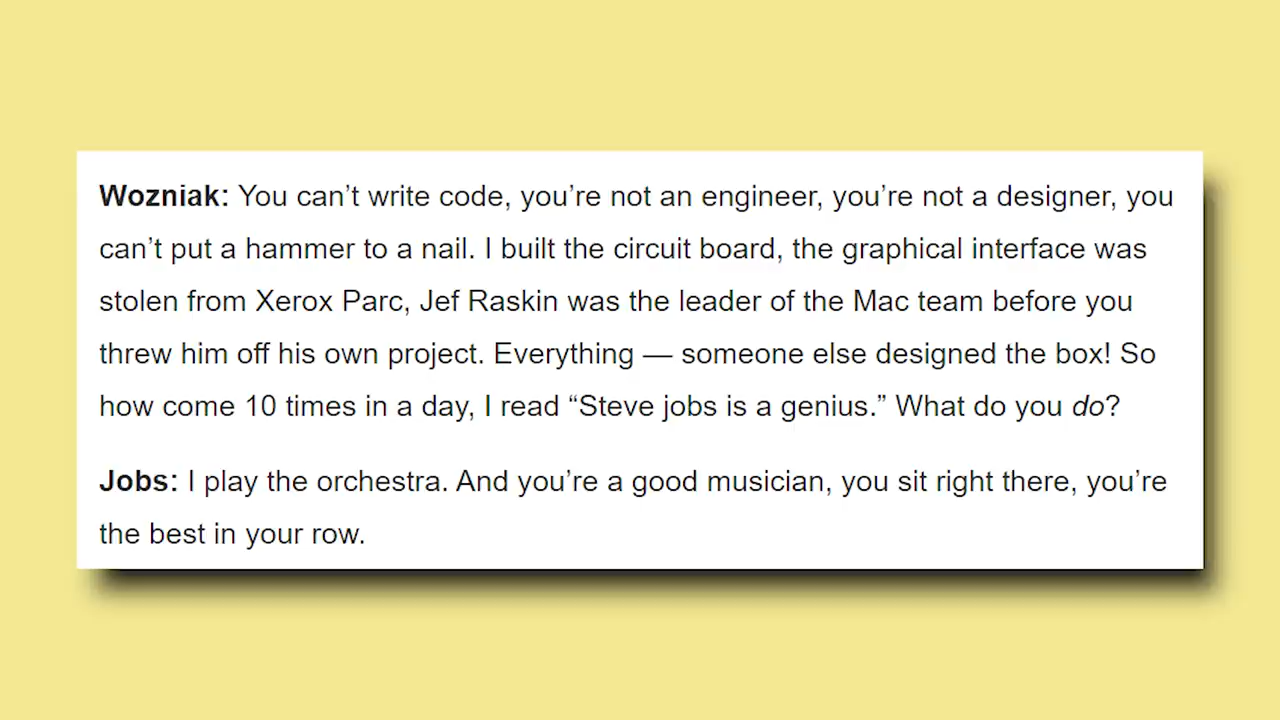 Wozniak: You can’t write code, you’re not an engineer, you’re not a designer, you
can’t put a hammer to a nail. I built the circuit board, the graphical interface was
stolen from Xerox Parc, Jef Raskin was the leader of the Mac team before you
threw him off his own project. Everything — someone else designed the box! So
how come 10 times in a day, I read “Steve jobs is a genius.” What do you do?
Jobs: I play the orchestra. And you’re a good musician, you sit right there, you’re
the best in your row.